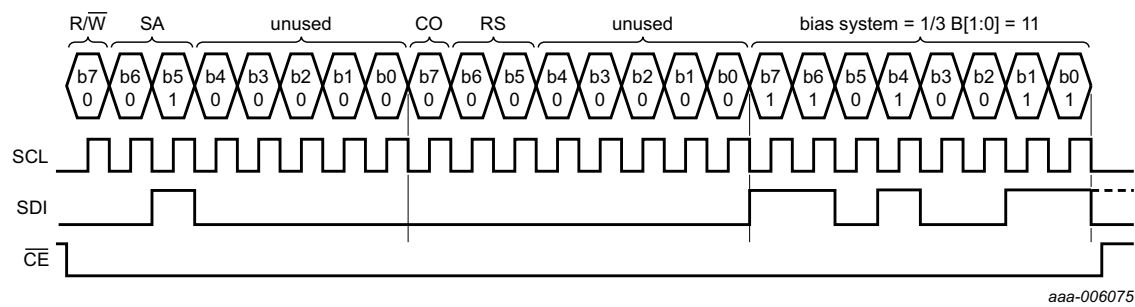 R/W SA unused CO RS unused bias system = 1/3 B[1:0] = 11
b7 b6 b5 b4 b3 b2 b1 b0 b7 b6 b5 b4 b3 b2 b1 b0 b7 b6 b5 b4 b3 b2 b1 b0
0 0 1 0 0 0 0 0 0 0 0 0 0 0 0 0 1 1 0 1 0 0 1 1
SCL
SDI
CE
aaa-006075